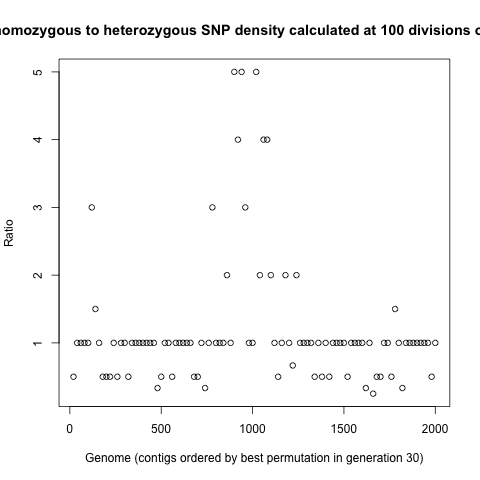 homozygous to heterozygous SNP density calculated at 100 divisions
5
4
3
2
1
Ratio
0 500 1000 1500 2000
Genome (contigs ordered by best permutation in generation 30)